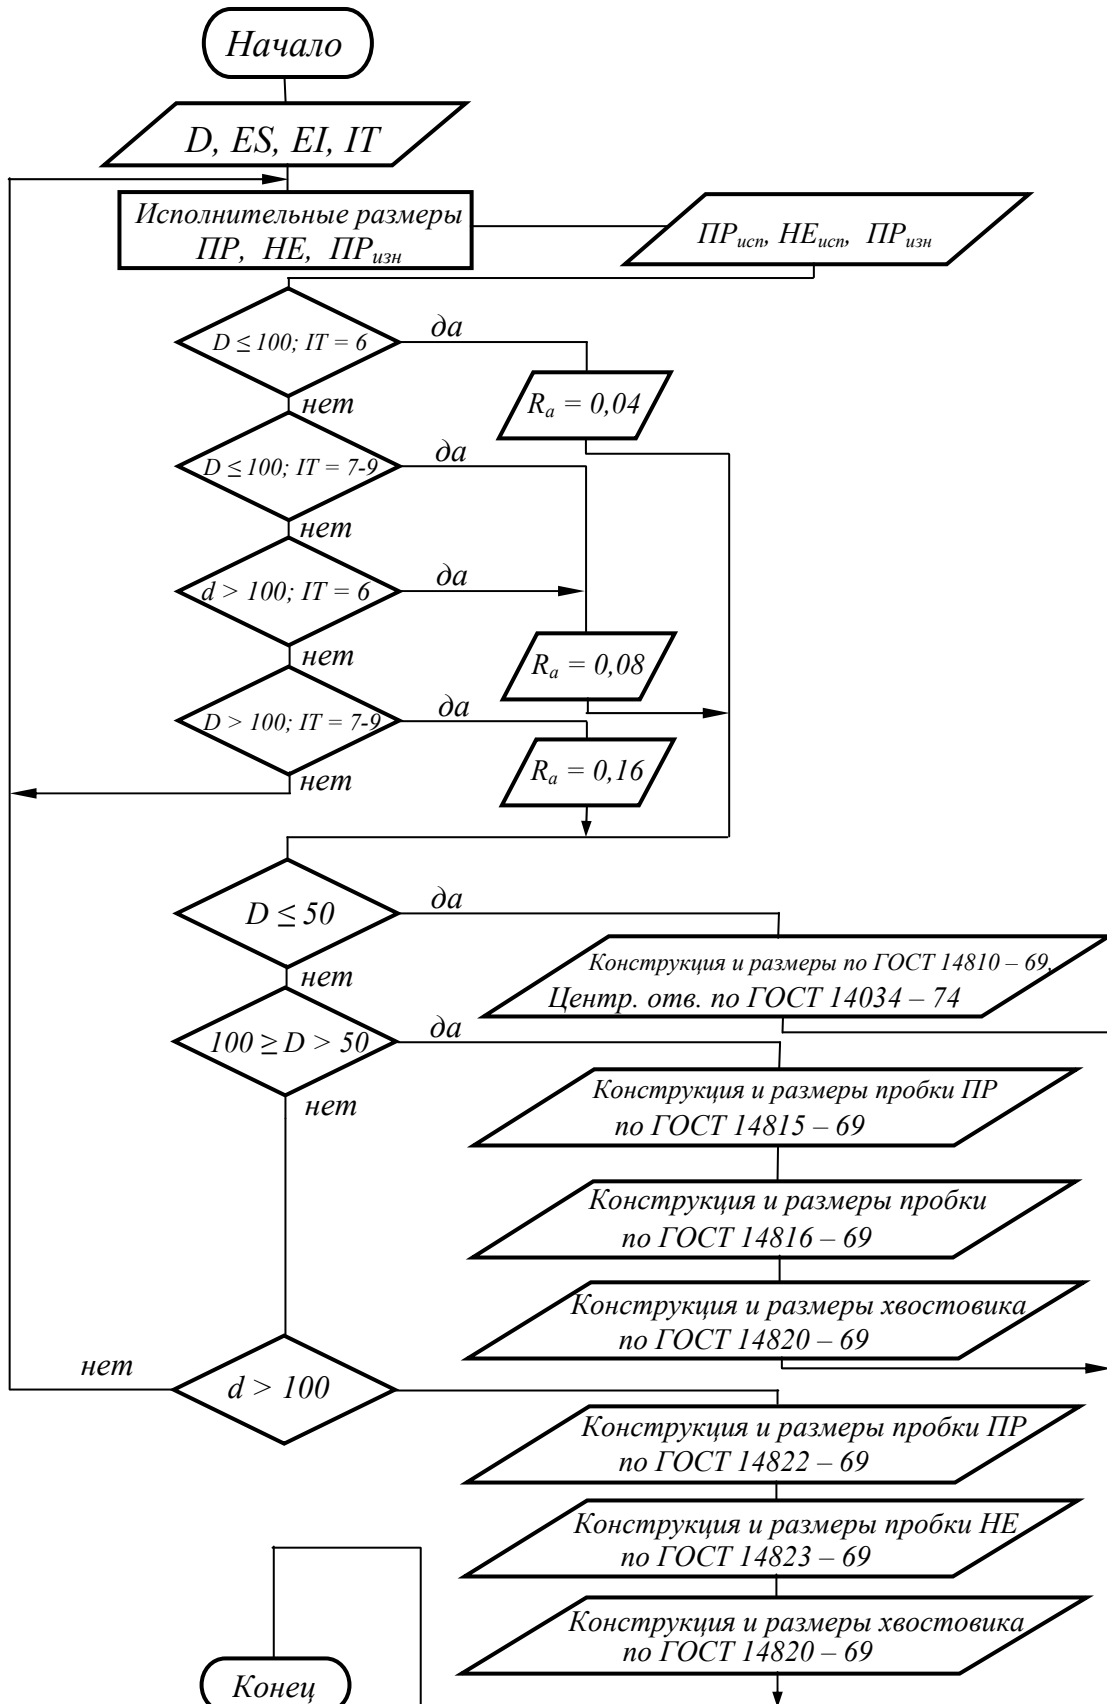 Начало
D, ES, EI, IT
Исполнительные размеры
ПР, НЕ, ПРизн
ПРисп, НЕисп, ПРизн
D ≤ 100; IT = 6
да
Ra = 0,04
нет
D ≤ 100; IT = 7-9
да
нет
d > 100; IT = 6
да
нет
Ra = 0,08
D > 100; IT = 7-9
да
Ra = 0,16
нет
D ≤ 50
да
Конструкция и размеры по ГОСТ 14810 – 69,
Центр. отв. по ГОСТ 14034 – 74
нет
100 ≥ D > 50
да
нет
Конструкция и размеры пробки ПР
по ГОСТ 14815 – 69
Конструкция и размеры пробки
по ГОСТ 14816 – 69
Конструкция и размеры хвостовика
по ГОСТ 14820 – 69
нет
d > 100
Конструкция и размеры пробки ПР
по ГОСТ 14822 – 69
Конструкция и размеры пробки НЕ
по ГОСТ 14823 – 69
Конструкция и размеры хвостовика
по ГОСТ 14820 – 69
Конец